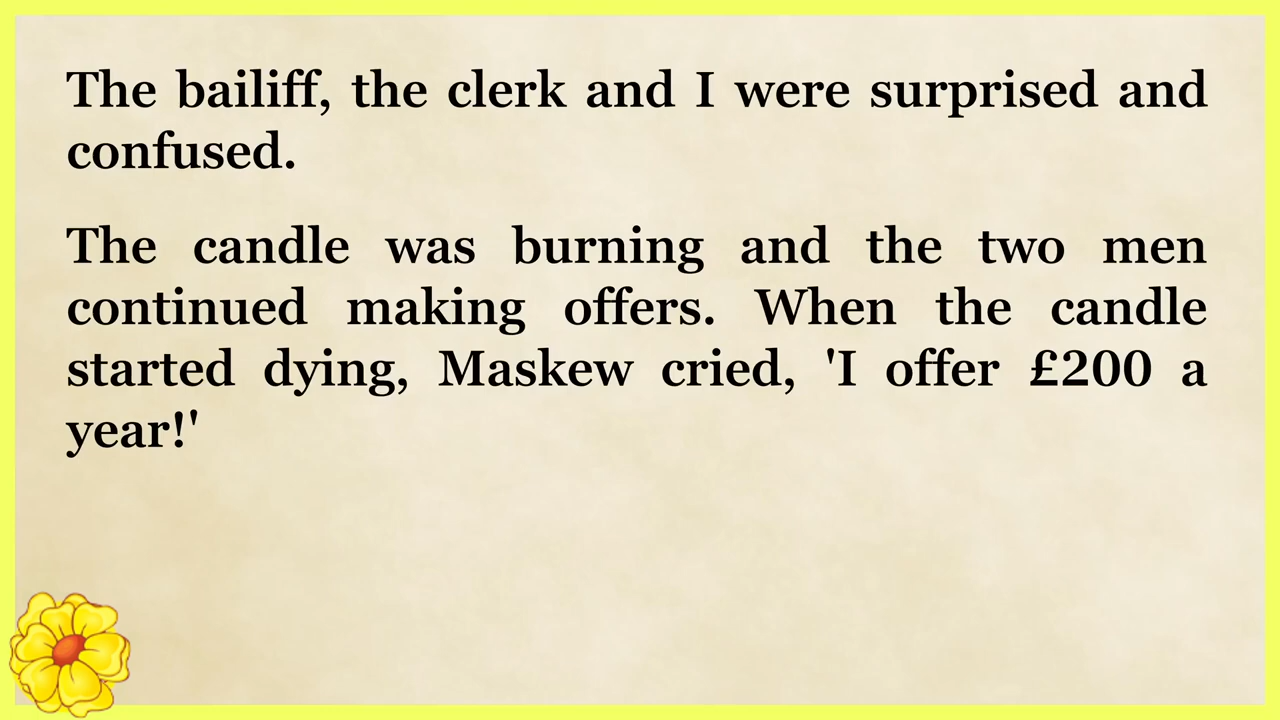 The bailiff, the clerk and I were surprised and
confused.
The candle was burning and the two men
continued making offers. When the candle
started dying, Maskew cried, 'I offer £200 a
year!'